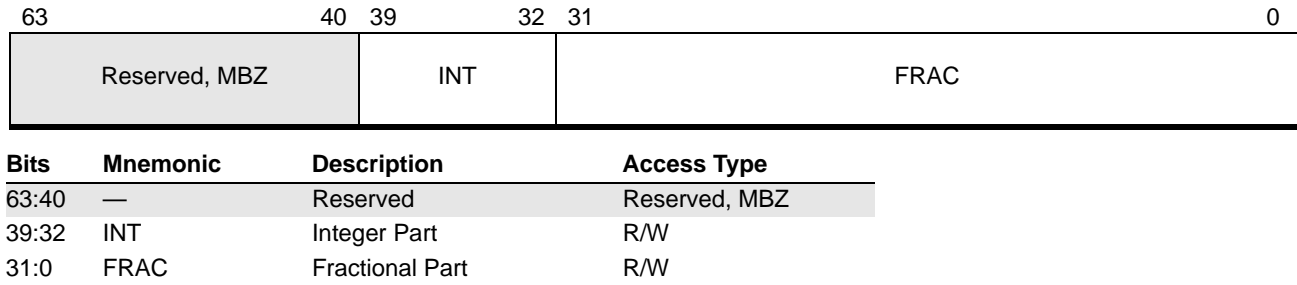 63 40 39 32 31 0
Reserved, MBZ INT FRAC
Bits Mnemonic Description Access Type
63:40 — Reserved Reserved, MBZ
39:32 INT Integer Part R/W
31:0 FRAC Fractional Part R/W